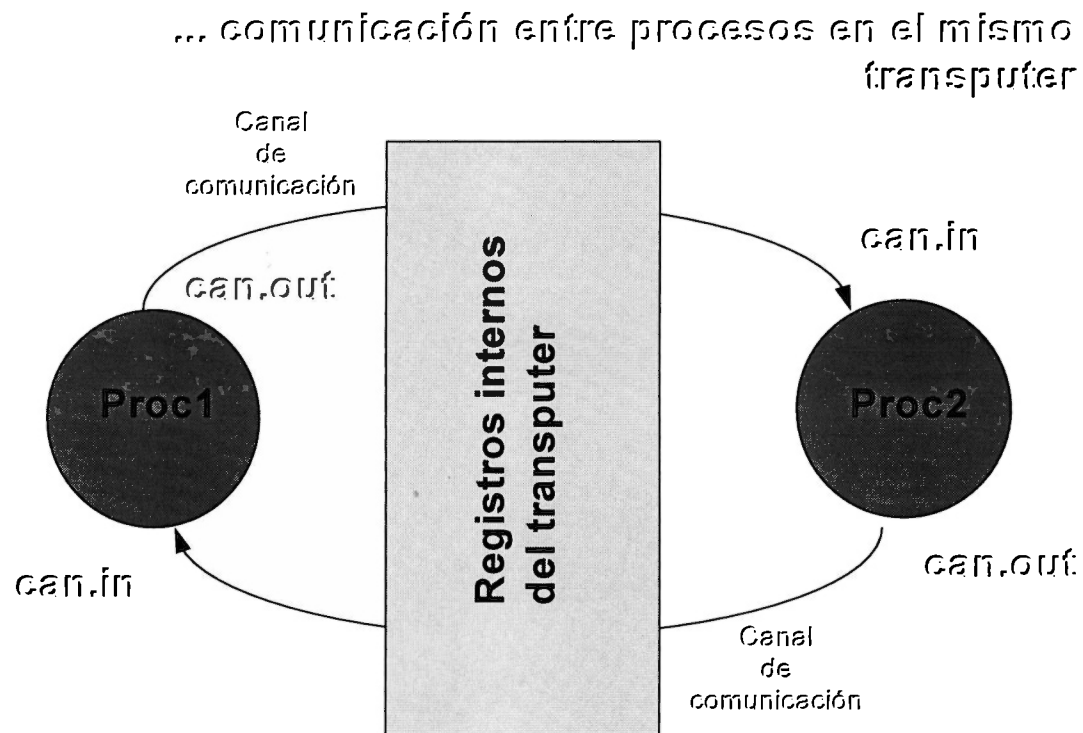 ... comunicación entre procesos en el mismo
transputer
Canal
de
comunicación
can.out
can.in
Proc1
Registros internos
del transputer
Proc2
can.in
can.out
Canal
de
comunicación